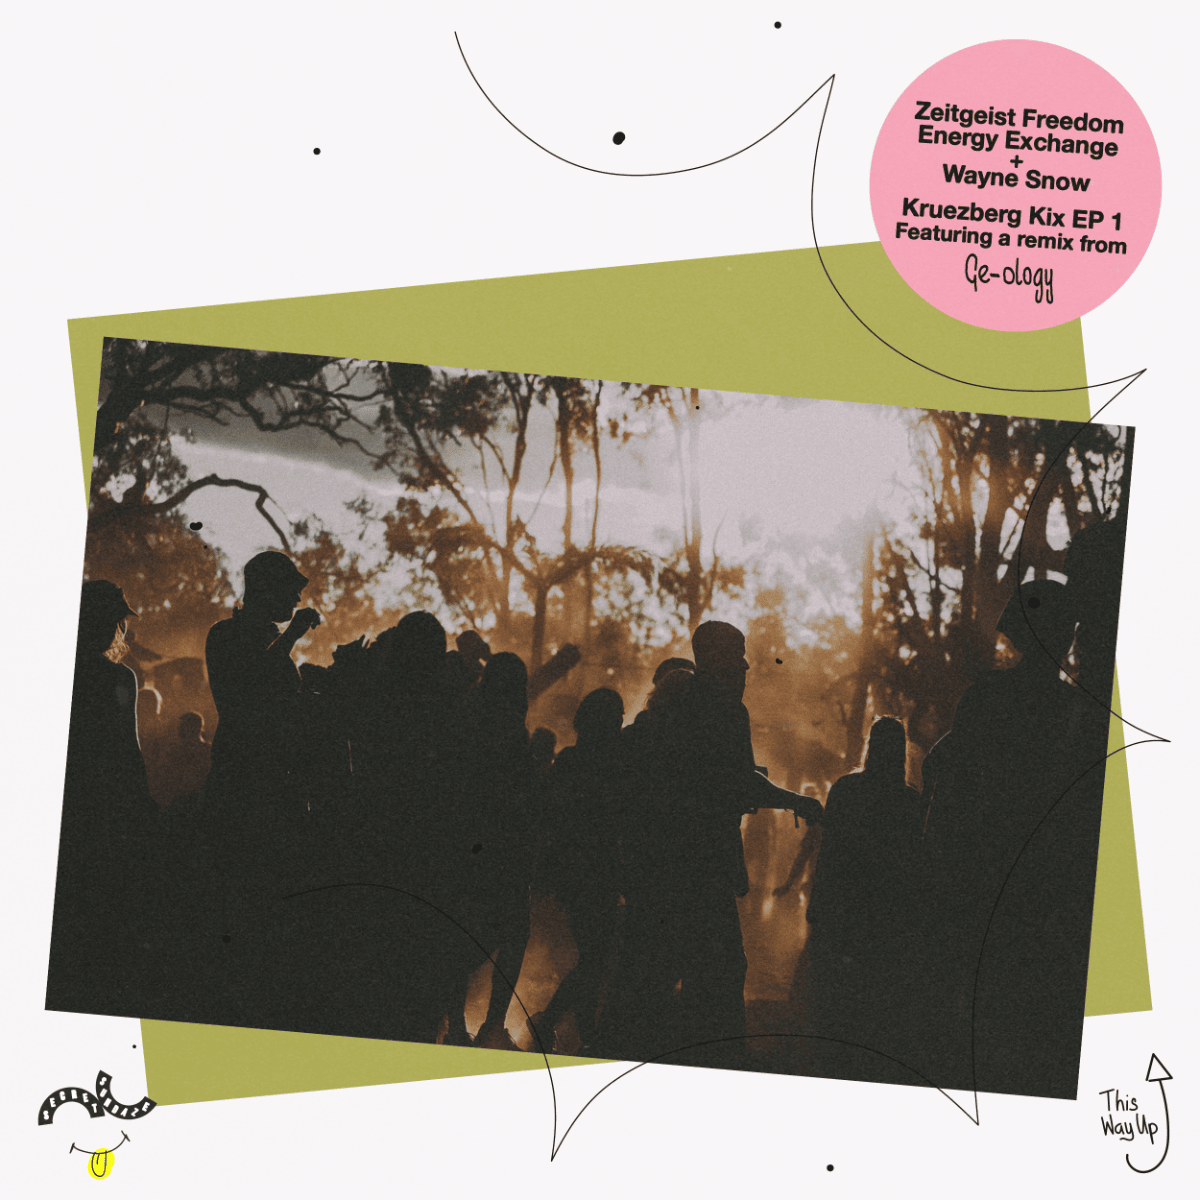 Zeitgeist Freedom
Energy Exchange
+
Wayne Snow
Kruezberg Kix EP 1
Featuring a remix from
Ge-ology
This
Way Up